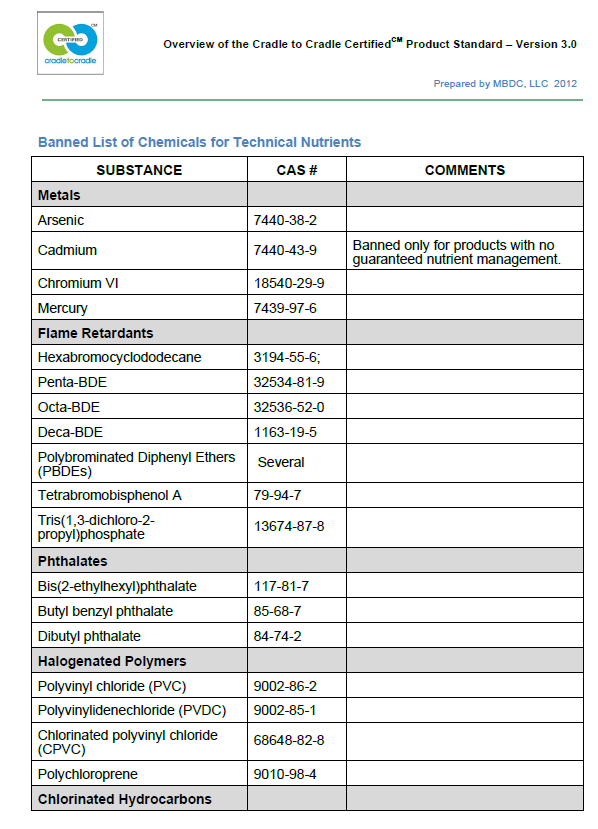 CM
CERTIFIED
cradletocradle
Overview of the Cradle to Cradle Certified℠ Product Standard – Version 3.0
Prepared by MBDC, LLC 2012
Banned List of Chemicals for Technical Nutrients
SUBSTANCE CAS # COMMENTS
Metals
Arsenic 7440-38-2
Cadmium 7440-43-9 Banned only for products with no
guaranteed nutrient management.
Chromium VI 18540-29-9
Mercury 7439-97-6
Flame Retardants
Hexabromocyclododecane 3194-55-6;
Penta-BDE 32534-81-9
Octa-BDE 32536-52-0
Deca-BDE 1163-19-5
Polybrominated Diphenyl Ethers
(PBDEs) Several
Tetrabromobisphenol A 79-94-7
Tris(1,3-dichloro-2-
propyl)phosphate 13674-87-8
Phthalates
Bis(2-ethylhexyl)phthalate 117-81-7
Butyl benzyl phthalate 85-68-7
Dibutyl phthalate 84-74-2
Halogenated Polymers
Polyvinyl chloride (PVC) 9002-86-2
Polyvinylidenechloride (PVDC) 9002-85-1
Chlorinated polyvinyl chloride
(CPVC) 68648-82-8
Polychloroprene 9010-98-4
Chlorinated Hydrocarbons